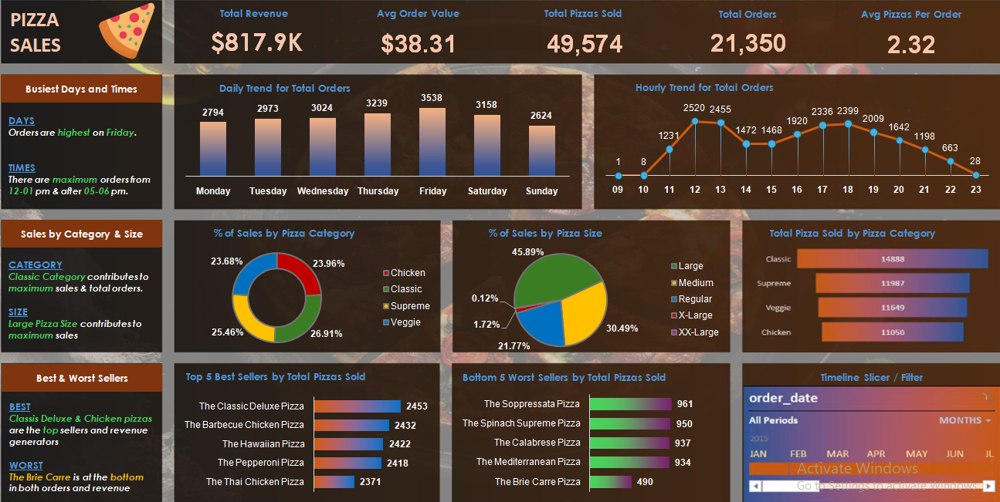 PIZZA
SALES
Total Revenue
$817.9K
Avg Order Value
$38.31
Total Pizzas Sold
49,574
Total Orders
21,350
Avg Pizzas Per Order
2.32
Busiest Days and Times
DAYS
Orders are highest on Friday.
TIMES
There are maximum orders from
12-01 pm & after 05-06 pm.
Daily Trend for Total Orders
2794 2973 3024 3239 3538 3158 2624
Monday Tuesday Wednesday Thursday Friday Saturday Sunday
Hourly Trend for Total Orders
1 8 1231 2520 2455 1472 1468 1920 2336 2399 2009 1642 1198 663 28
09 10 11 12 13 14 15 16 17 18 19 20 21 22 23
Sales by Category & Size
CATEGORY
Classic Category contributes to
maximum sales & total orders.
SIZE
Large Pizza Size contributes to
maximum sales
% of Sales by Pizza Category
23.68%
23.96%
25.46%
26.91%
Chicken
Classic
Supreme
Veggie
% of Sales by Pizza Size
45.89%
0.12%
1.72%
21.77%
30.49%
Large
Medium
Regular
X-Large
XX-Large
Total Pizza Sold by Pizza Category
Classic 14888
Supreme 11987
Veggie 11649
Chicken 11050
Best & Worst Sellers
BEST
Classis Deluxe & Chicken pizzas
are the top sellers and revenue
generators
WORST
The Brie Carre is at the bottom
in both orders and revenue
Top 5 Best Sellers by Total Pizzas Sold
The Classic Deluxe Pizza 2453
The Barbecue Chicken Pizza 2432
The Hawaiian Pizza 2422
The Pepperoni Pizza 2418
The Thai Chicken Pizza 2371
Bottom 5 Worst Sellers by Total Pizzas Sold
The Soppressata Pizza 961
The Spinach Supreme Pizza 950
The Calabrese Pizza 937
The Mediterranean Pizza 934
The Brie Carre Pizza 490
Timeline Slicer / Filter
order_date
All Periods MONTHS
2015
JAN FEB MAR APR MAY JUN JL
Activate Windows
Go to Settings to activate Windows.